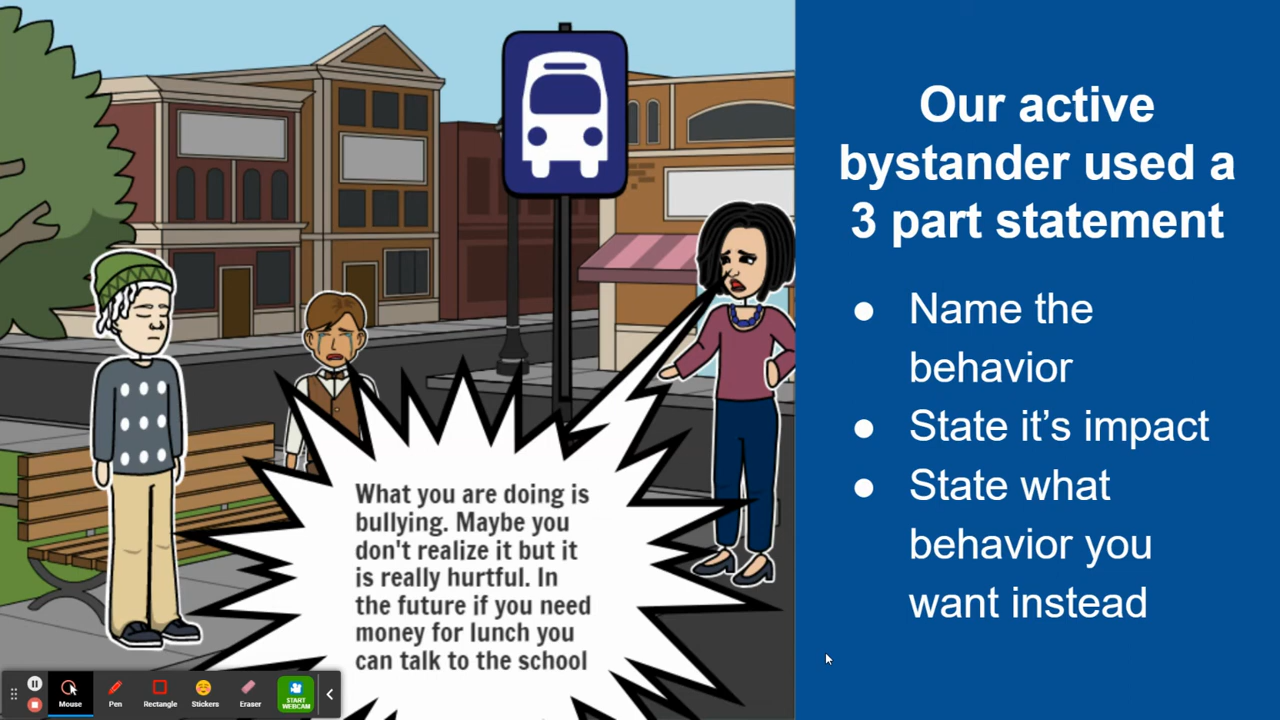 Our active
bystander used a
3 part statement
● Name the
behavior
● State it’s impact
● State what
behavior you
want instead
What you are doing is
bullying. Maybe you
don't realize it but it
is really hurtful. In
the future if you need
money for lunch you
can talk to the school
Mouse
Pen
Rectangle
Stickers
Eraser
START
WEBCAM